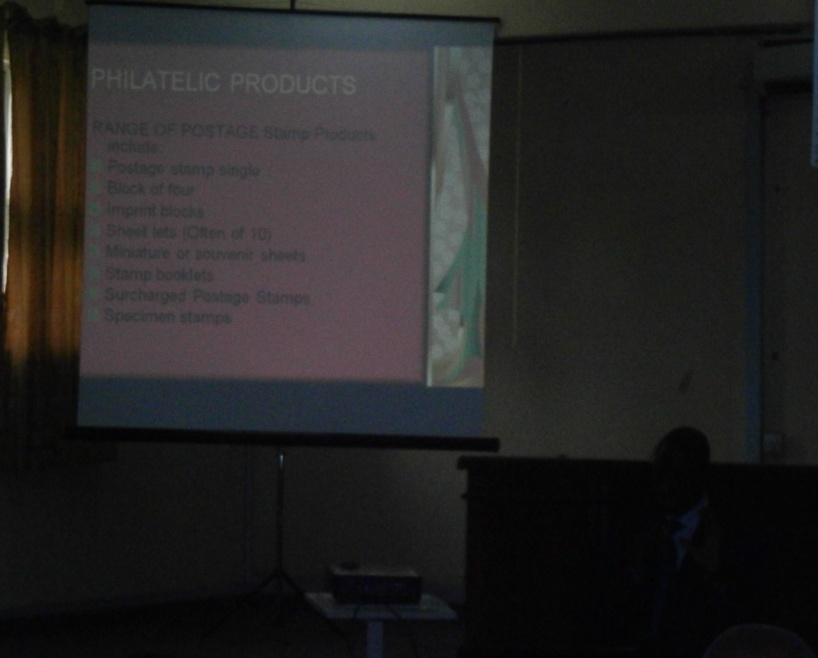 PHILATELIC PRODUCTS
RANGE OF POSTAGE Stamp Products
include:
Postage stamp single
Block of four
Imprint blocks
Sheet lets (Often of 10)
Miniature or souvenir sheets
Stamp booklets
Surcharged Postage Stamps
Specimen stamps